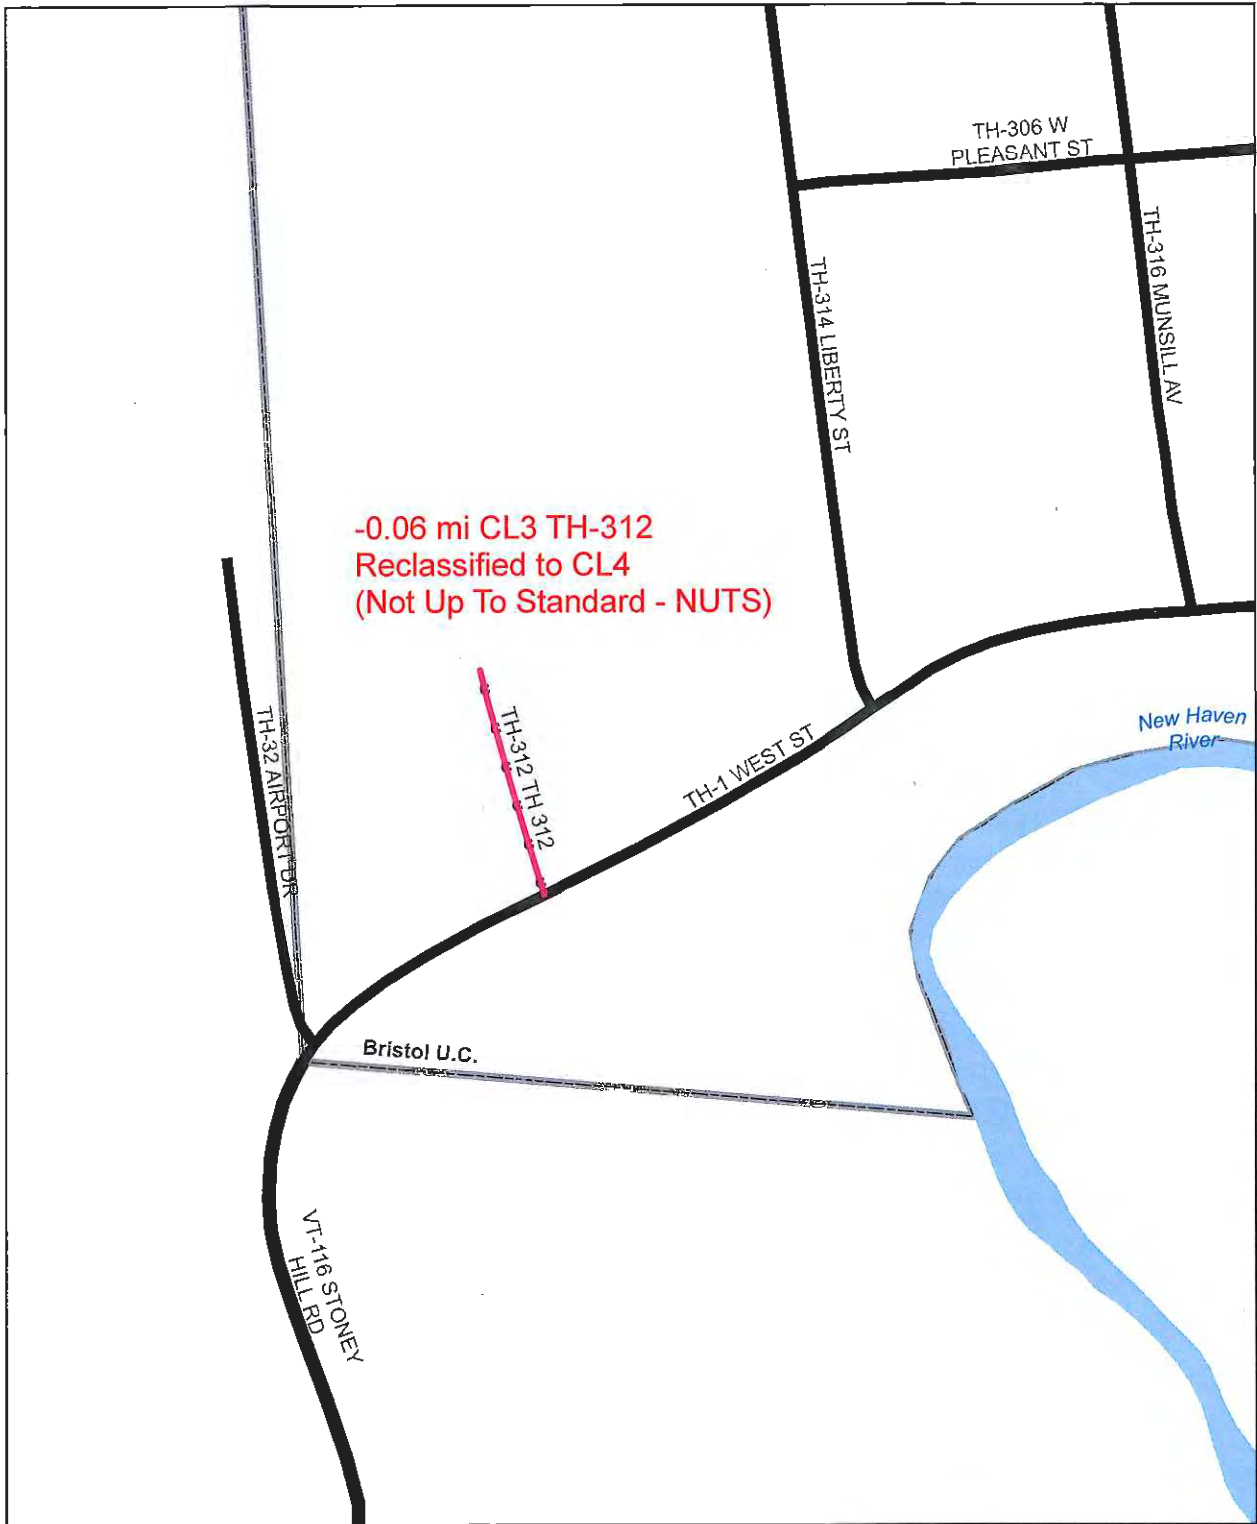 TH-306 W
PLEASANT ST
TH-316 MUNSILL AV
TH-314 LIBERTY ST
-0.06 mi CL3 TH-312
Reclassified to CL4
(Not Up To Standard - NUTS)
TH-32 AIRPORT DR
TH-312 TH 312
TH-1 WEST ST
New Haven
River
Bristol U.C.
VT-116 STONEY
HILL RD